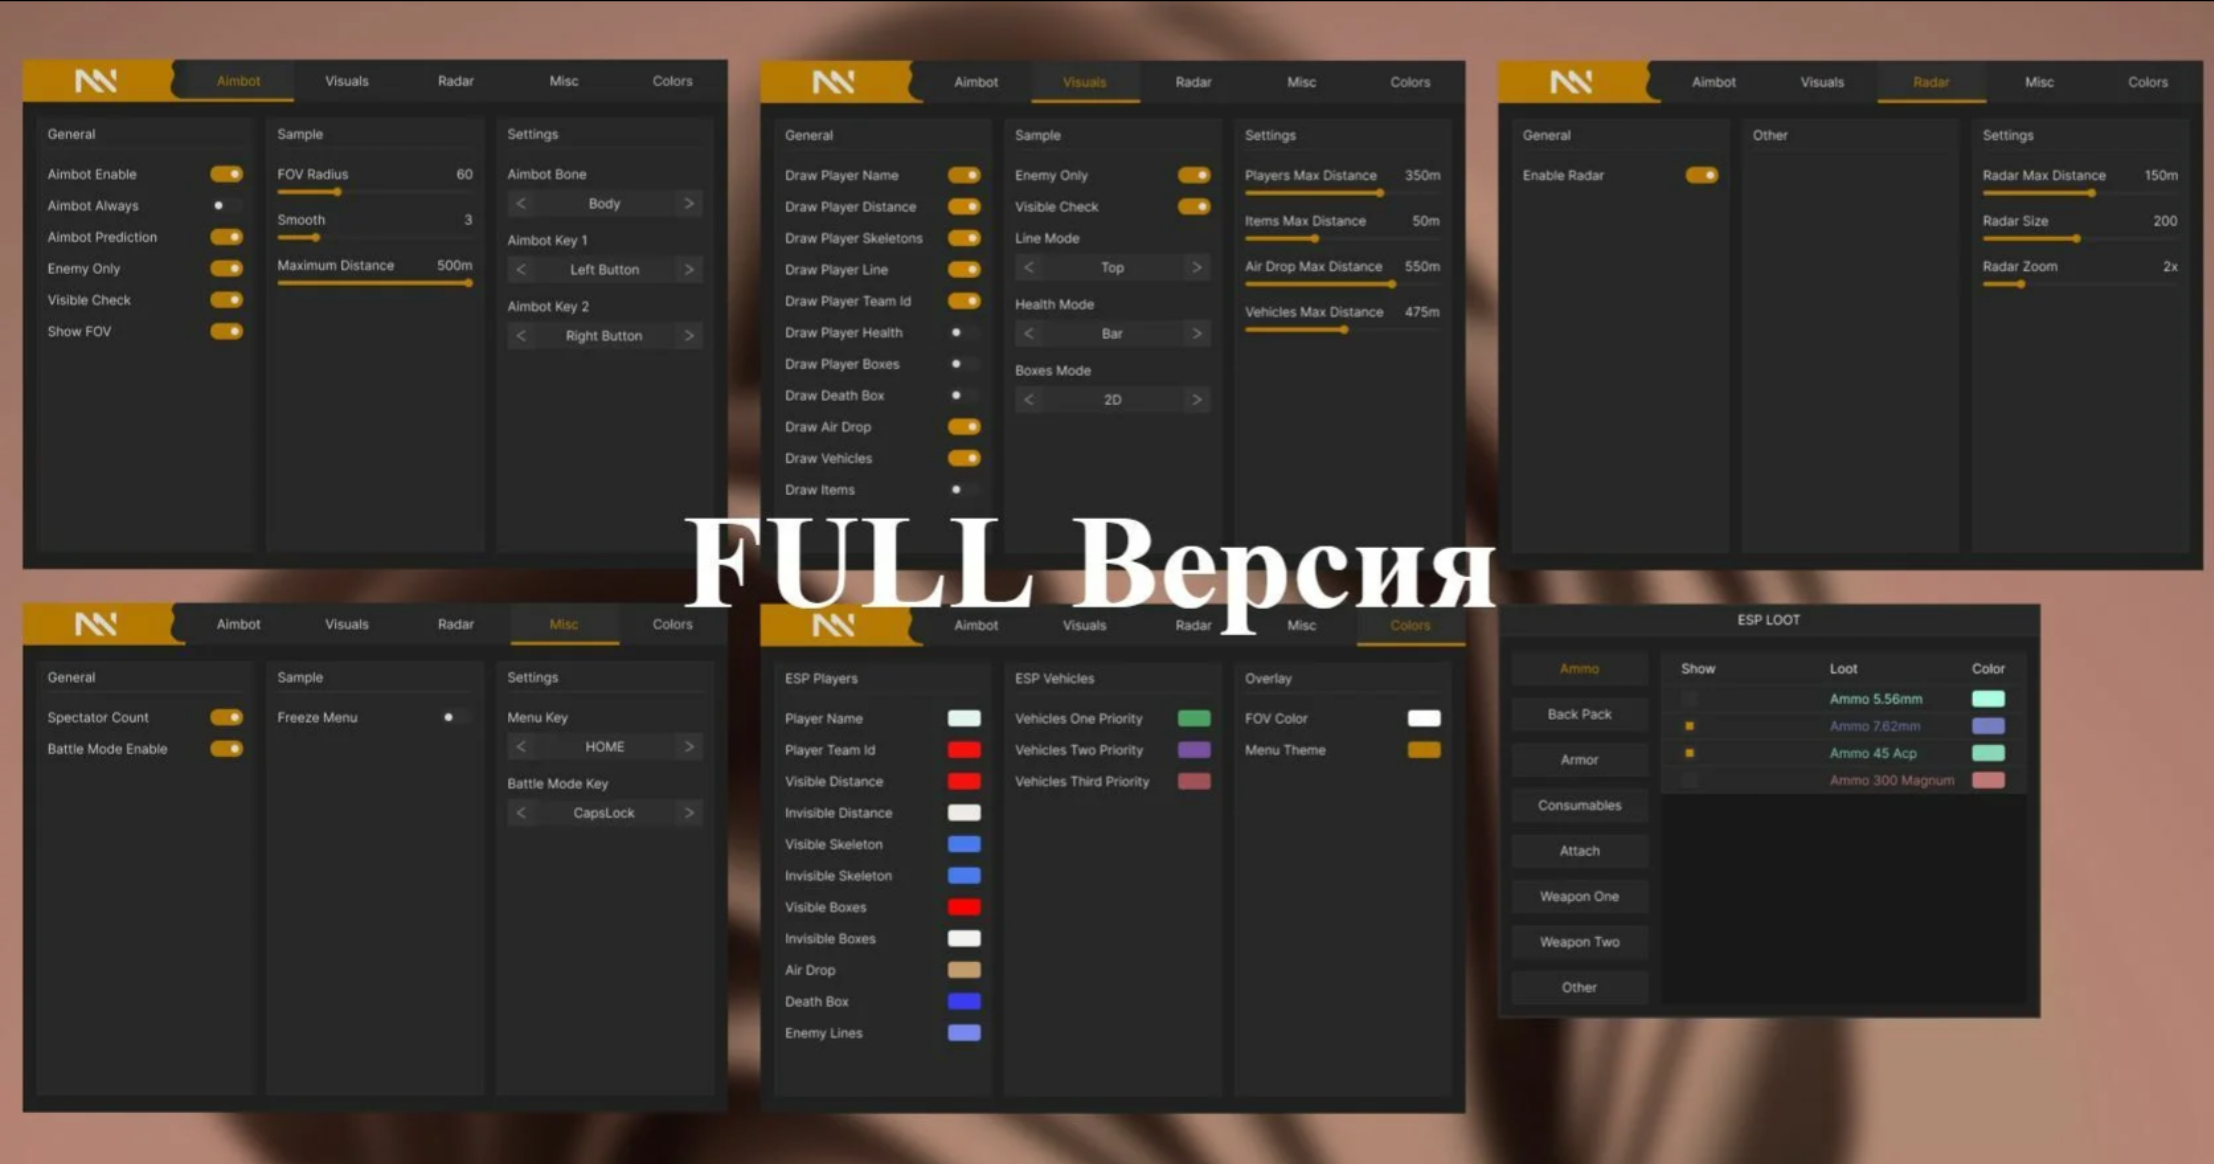 Aimbot Visuals Radar Misc Colors
General
Aimbot Enable
Aimbot Always
Aimbot Prediction
Enemy Only
Visible Check
Show FOV
Sample
FOV Radius 60
Smooth 3
Maximum Distance 500m
Settings
Aimbot Bone
< Body >
Aimbot Key 1
< Left Button >
Aimbot Key 2
< Right Button >
Aimbot Visuals Radar Misc Colors
General
Draw Player Name
Draw Player Distance
Draw Player Skeletons
Draw Player Line
Draw Player Team Id
Draw Player Health
Draw Player Boxes
Draw Death Box
Draw Air Drop
Draw Vehicles
Draw Items
Sample
Enemy Only
Visible Check
Line Mode
< Top >
Health Mode
< Bar >
Boxes Mode
< 2D >
Settings
Players Max Distance 350m
Items Max Distance 50m
Air Drop Max Distance 550m
Vehicles Max Distance 475m
Aimbot Visuals Radar Misc Colors
General
Enable Radar
Other
Settings
Radar Max Distance 150m
Radar Size 200
Radar Zoom 2x
FULL Версия
Aimbot Visuals Radar Misc Colors
General
Spectator Count
Battle Mode Enable
Sample
Freeze Menu
Settings
Menu Key
< HOME >
Battle Mode Key
< CapsLock >
Aimbot Visuals Radar Misc Colors
ESP Players
Player Name
Player Team Id
Visible Distance
Invisible Distance
Visible Skeleton
Invisible Skeleton
Visible Boxes
Invisible Boxes
Air Drop
Death Box
Enemy Lines
ESP Vehicles
Vehicles One Priority
Vehicles Two Priority
Vehicles Third Priority
Overlay
FOV Color
Menu Theme
ESP LOOT
Ammo
Back Pack
Armor
Consumables
Attach
Weapon One
Weapon Two
Other
Show Loot Color
Ammo 5.56mm
Ammo 7.62mm
Ammo 45 Acp
Ammo 300 Magnum